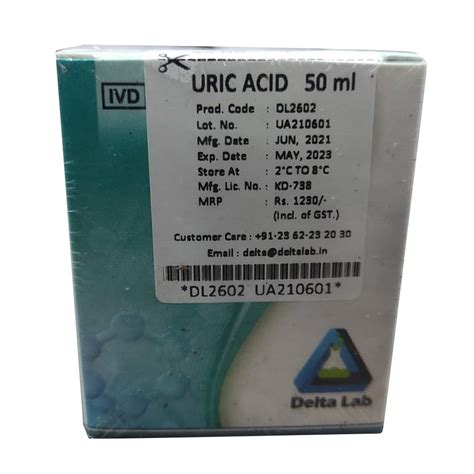 IVD
URIC ACID 50 ml
Prod. Code : DL2602
Lot. No. : UA210601
Mfg. Date : JUN, 2021
Exp. Date : MAY, 2023
Store At : 2°C TO 8°C
Mfg. Lic. No. : KD-738
MRP : Rs. 1230/-
(Incl. of GST.)
Customer Care : +91-23 62-23 20 30
Email : delta@deltalab.in
*DL2602 UA210601*
Delta Lab